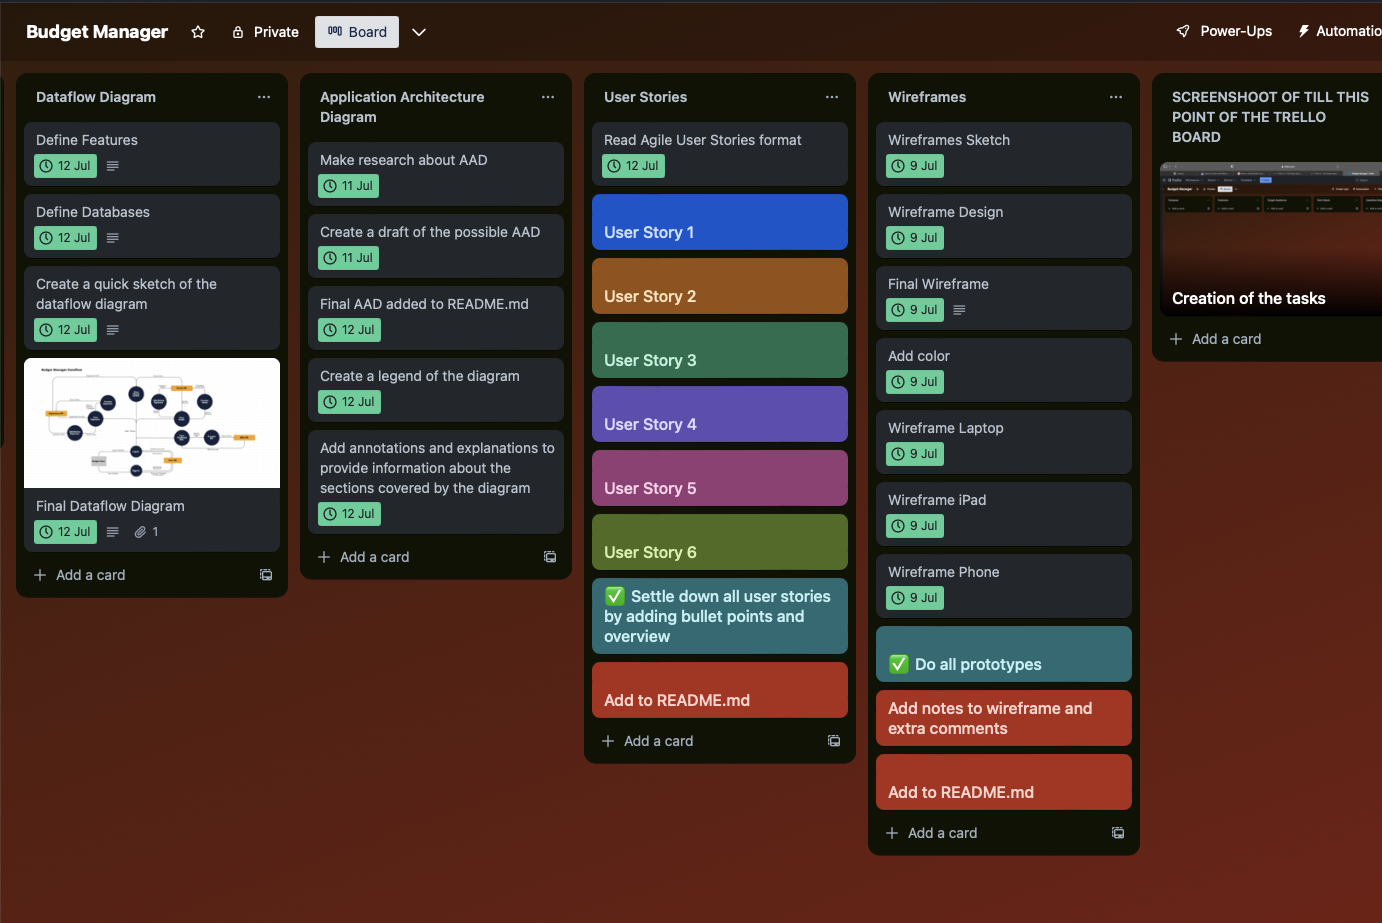 Budget Manager
Private
Board
Power-Ups
Automatio
Dataflow Diagram
Define Features
12 Jul
Define Databases
12 Jul
Create a quick sketch of the
dataflow diagram
12 Jul
Budget Manager Dataflow
Final Dataflow Diagram
12 Jul
1
Add a card
Application Architecture
Diagram
Make research about AAD
11 Jul
Create a draft of the possible AAD
11 Jul
Final AAD added to README.md
12 Jul
Create a legend of the diagram
12 Jul
Add annotations and explanations to
provide information about the
sections covered by the diagram
12 Jul
Add a card
User Stories
Read Agile User Stories format
12 Jul
User Story 1
User Story 2
User Story 3
User Story 4
User Story 5
User Story 6
✅ Settle down all user stories
by adding bullet points and
overview
Add to README.md
Add a card
Wireframes
Wireframes Sketch
9 Jul
Wireframe Design
9 Jul
Final Wireframe
9 Jul
Add color
9 Jul
Wireframe Laptop
9 Jul
Wireframe iPad
9 Jul
Wireframe Phone
9 Jul
✅ Do all prototypes
Add notes to wireframe and
extra comments
Add to README.md
Add a card
SCREENSHOOT OF TILL THIS
POINT OF THE TRELLO
BOARD
Budget Manager
Creation of the tasks
Add a card